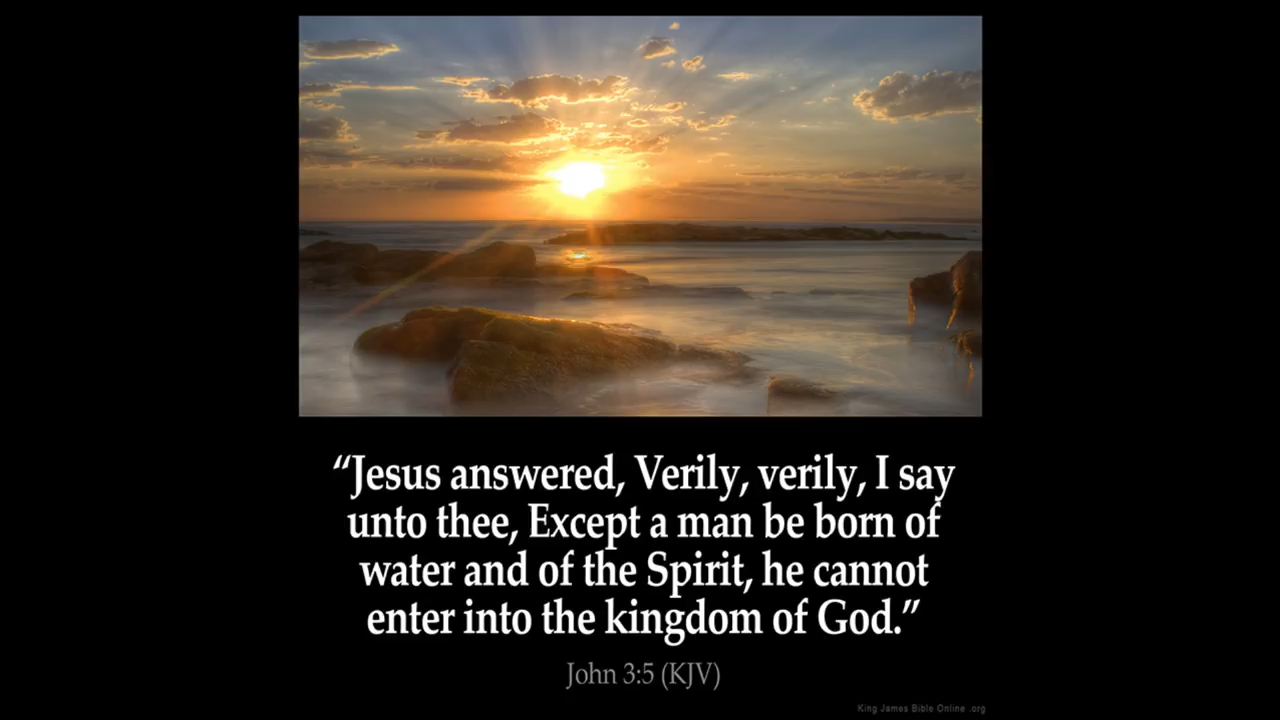 “Jesus answered, Verily, verily, I say
unto thee, Except a man be born of
water and of the Spirit, he cannot
enter into the kingdom of God.”
John 3:5 (KJV)
King James Bible Online .org